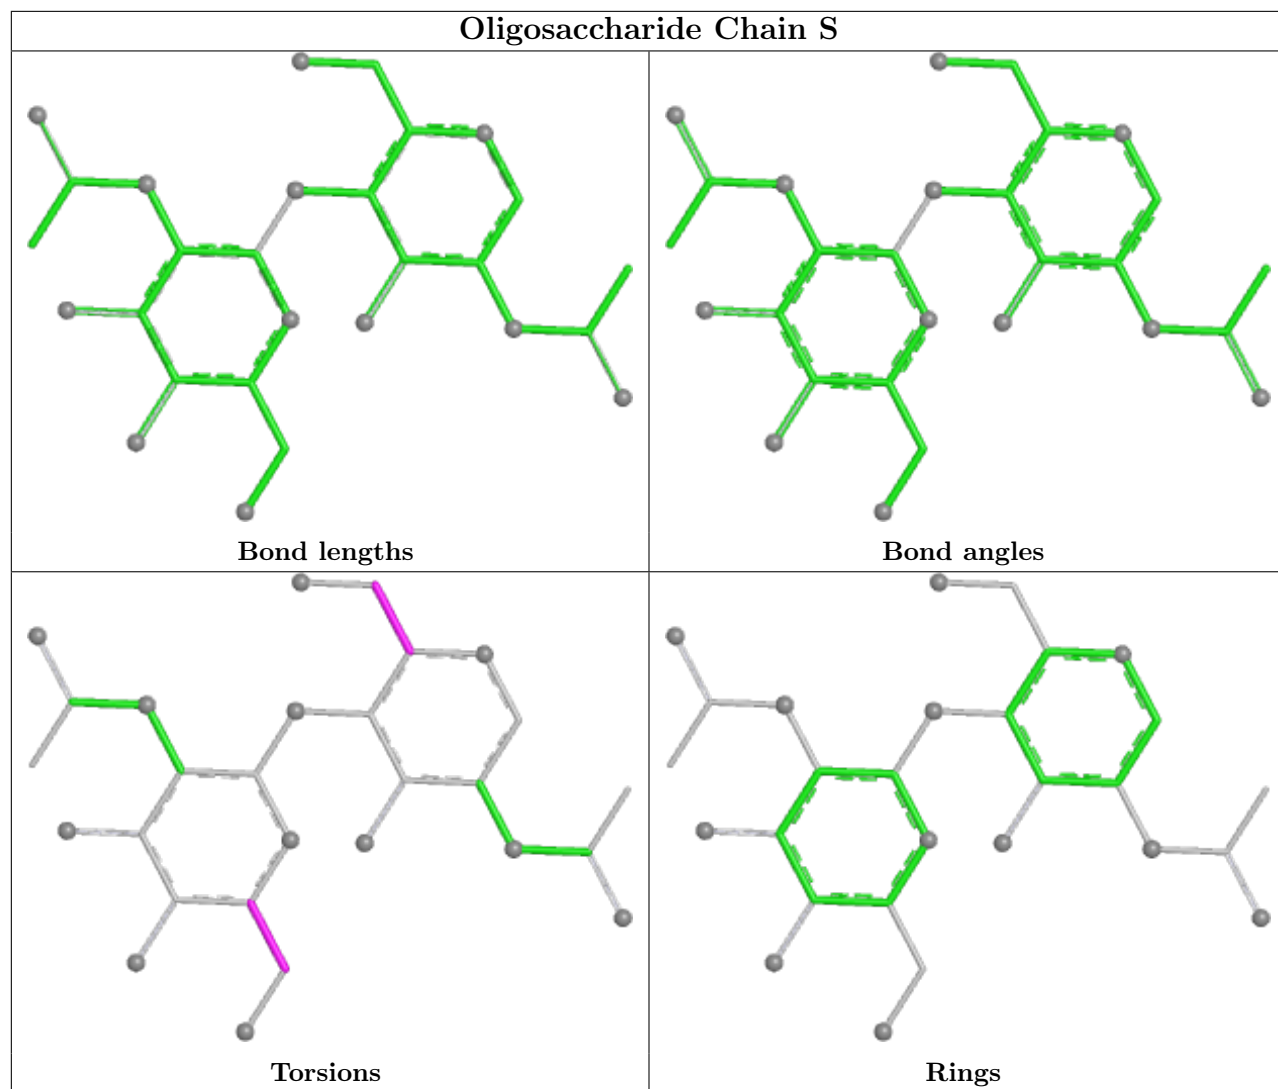 Oligosaccharide Chain S
Bond lengths
Bond angles
Torsions
Rings